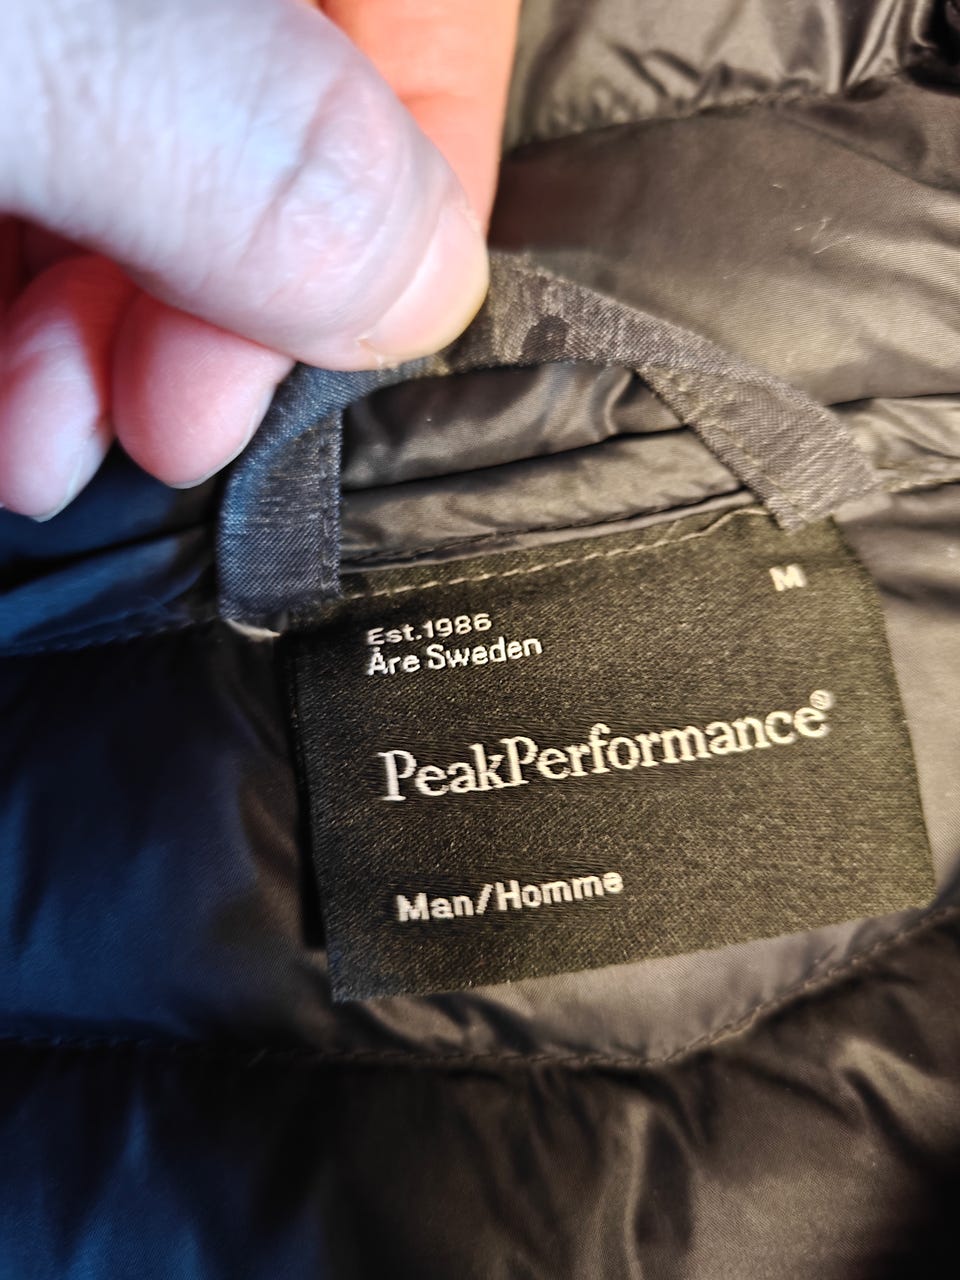 M
Est.1986
Åre Sweden
PeakPerformance®
Man/Homme